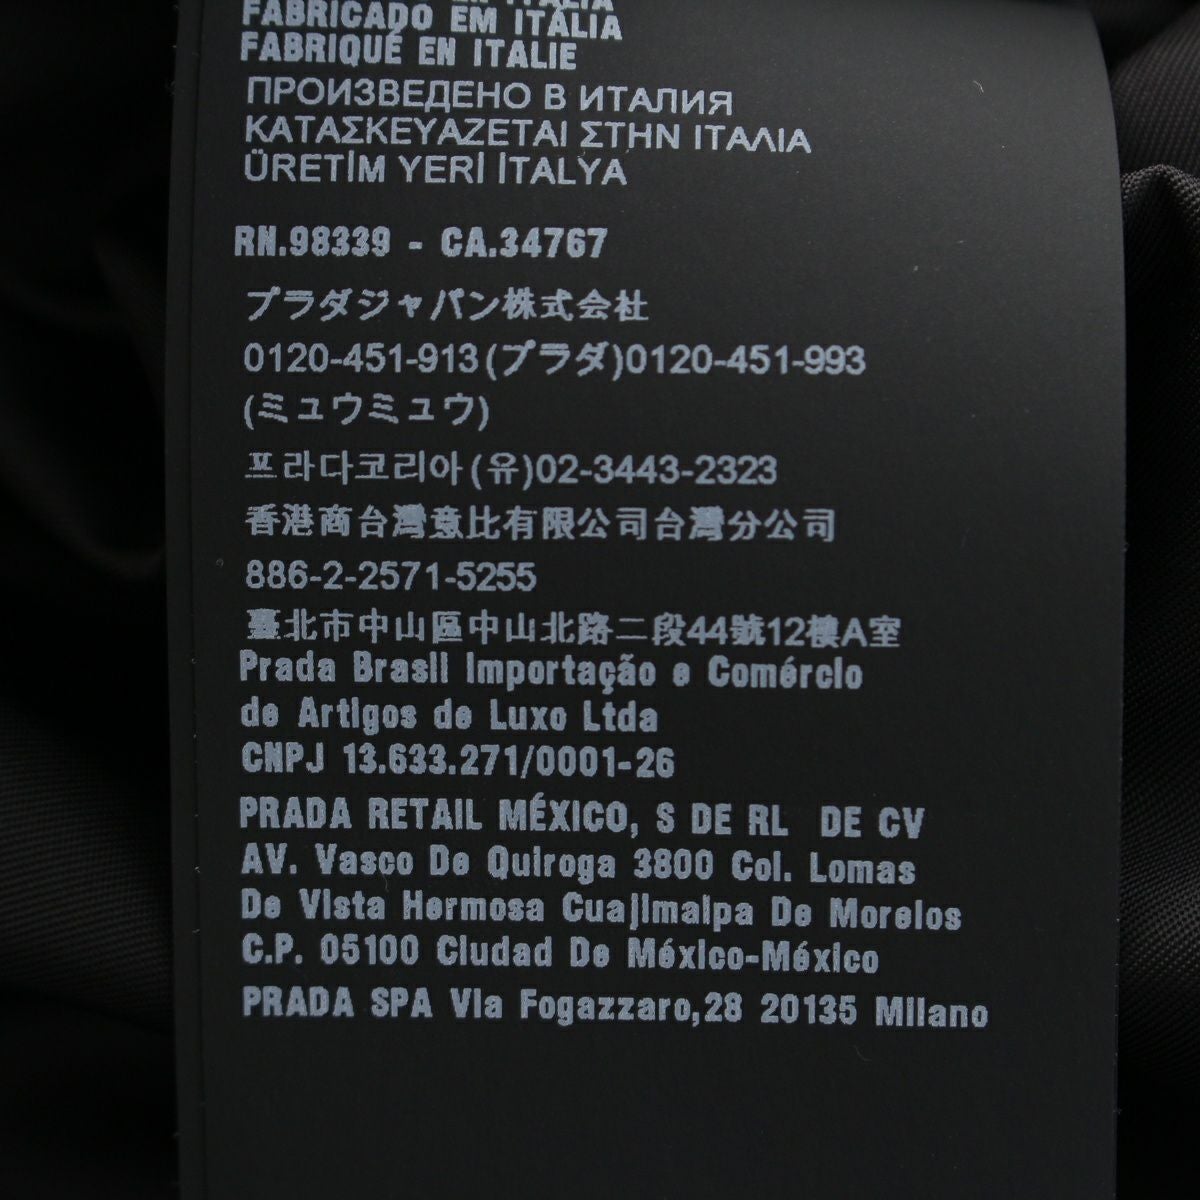 EN ITALIA
FABRICADO EM ITÁLIA
FABRIQUÉ EN ITALIE
ПРОИЗВЕДЕНО В ИТАЛИЯ
ΚΑΤΑΣΚΕΥΑΖΕΤΑΙ ΣΤΗΝ ΙΤΑΛΙΑ
ÜRETİM YERİ İTALYA
RN.98339 - CA.34767
プラダジャパン株式会社
0120-451-913(プラダ)0120-451-993
(ミュウミュウ)
프라다코리아(유)02-3443-2323
香港商台灣意比有限公司台灣分公司
886-2-2571-5255
臺北市中山區中山北路二段44號12樓A室
Prada Brasil Importação e Comércio
de Artigos de Luxo Ltda
CNPJ 13.633.271/0001-26
PRADA RETAIL MÉXICO, S DE RL DE CV
AV. Vasco De Quiroga 3800 Col. Lomas
De Vista Hermosa Cuajimalpa De Morelos
C.P. 05100 Ciudad De México-México
PRADA SPA Via Fogazzaro,28 20135 Milano